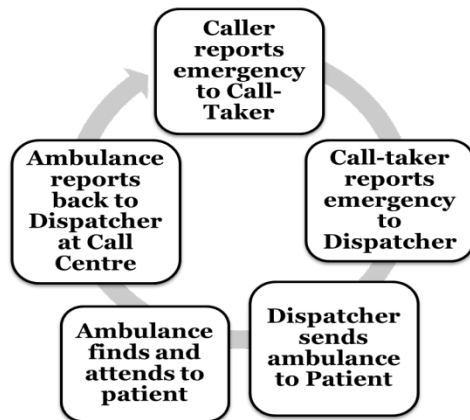 Caller
reports
emergency
to Call-
Taker
Call-taker
reports
emergency
to
Dispatcher
Dispatcher
sends
ambulance
to Patient
Ambulance
finds and
attends to
patient
Ambulance
reports
back to
Dispatcher
at Call
Centre